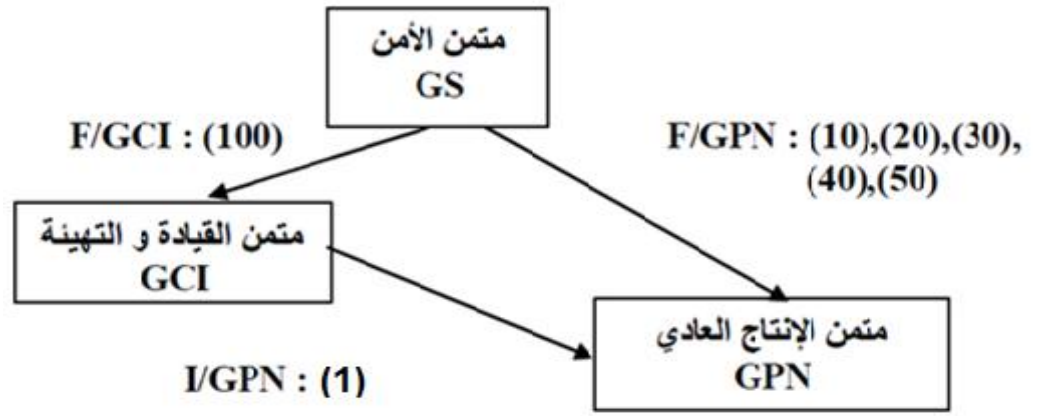 متمن الأمن
GS
F/GCI : (100)
F/GPN : (10),(20),(30),
(40),(50)
متمن القيادة و التهيئة
GCI
متمن الإنتاج العادي
GPN
I/GPN : (1)